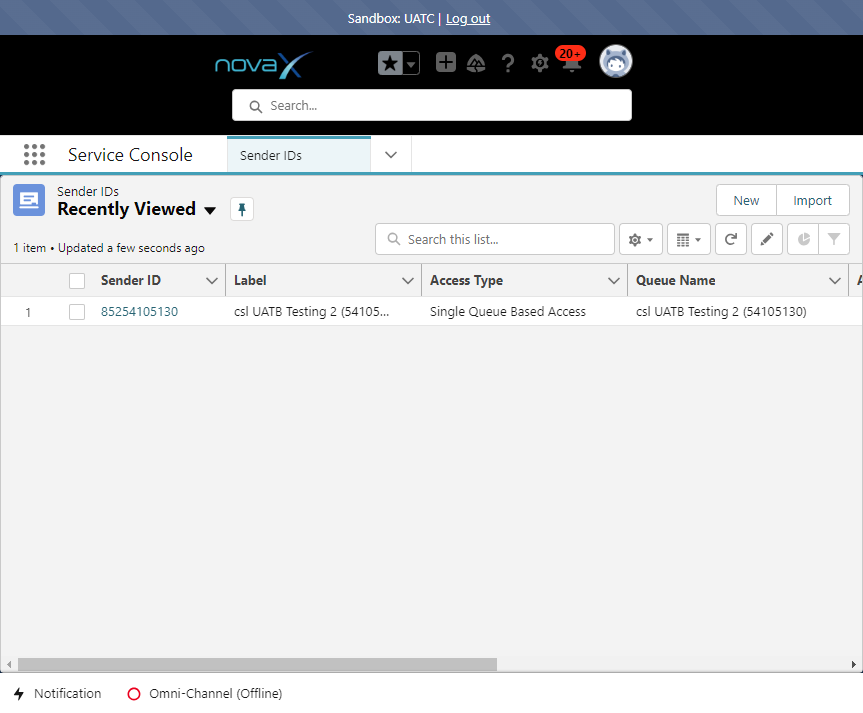 Sandbox: UATC | Log out
novaX
20+
Search...
Service Console
Sender IDs
Sender IDs
Recently Viewed
New
Import
1 item • Updated a few seconds ago
Search this list...
Sender ID
Label
Access Type
Queue Name
A
1
85254105130
csl UATB Testing 2 (54105...
Single Queue Based Access
csl UATB Testing 2 (54105130)
Notification
Omni-Channel (Offline)